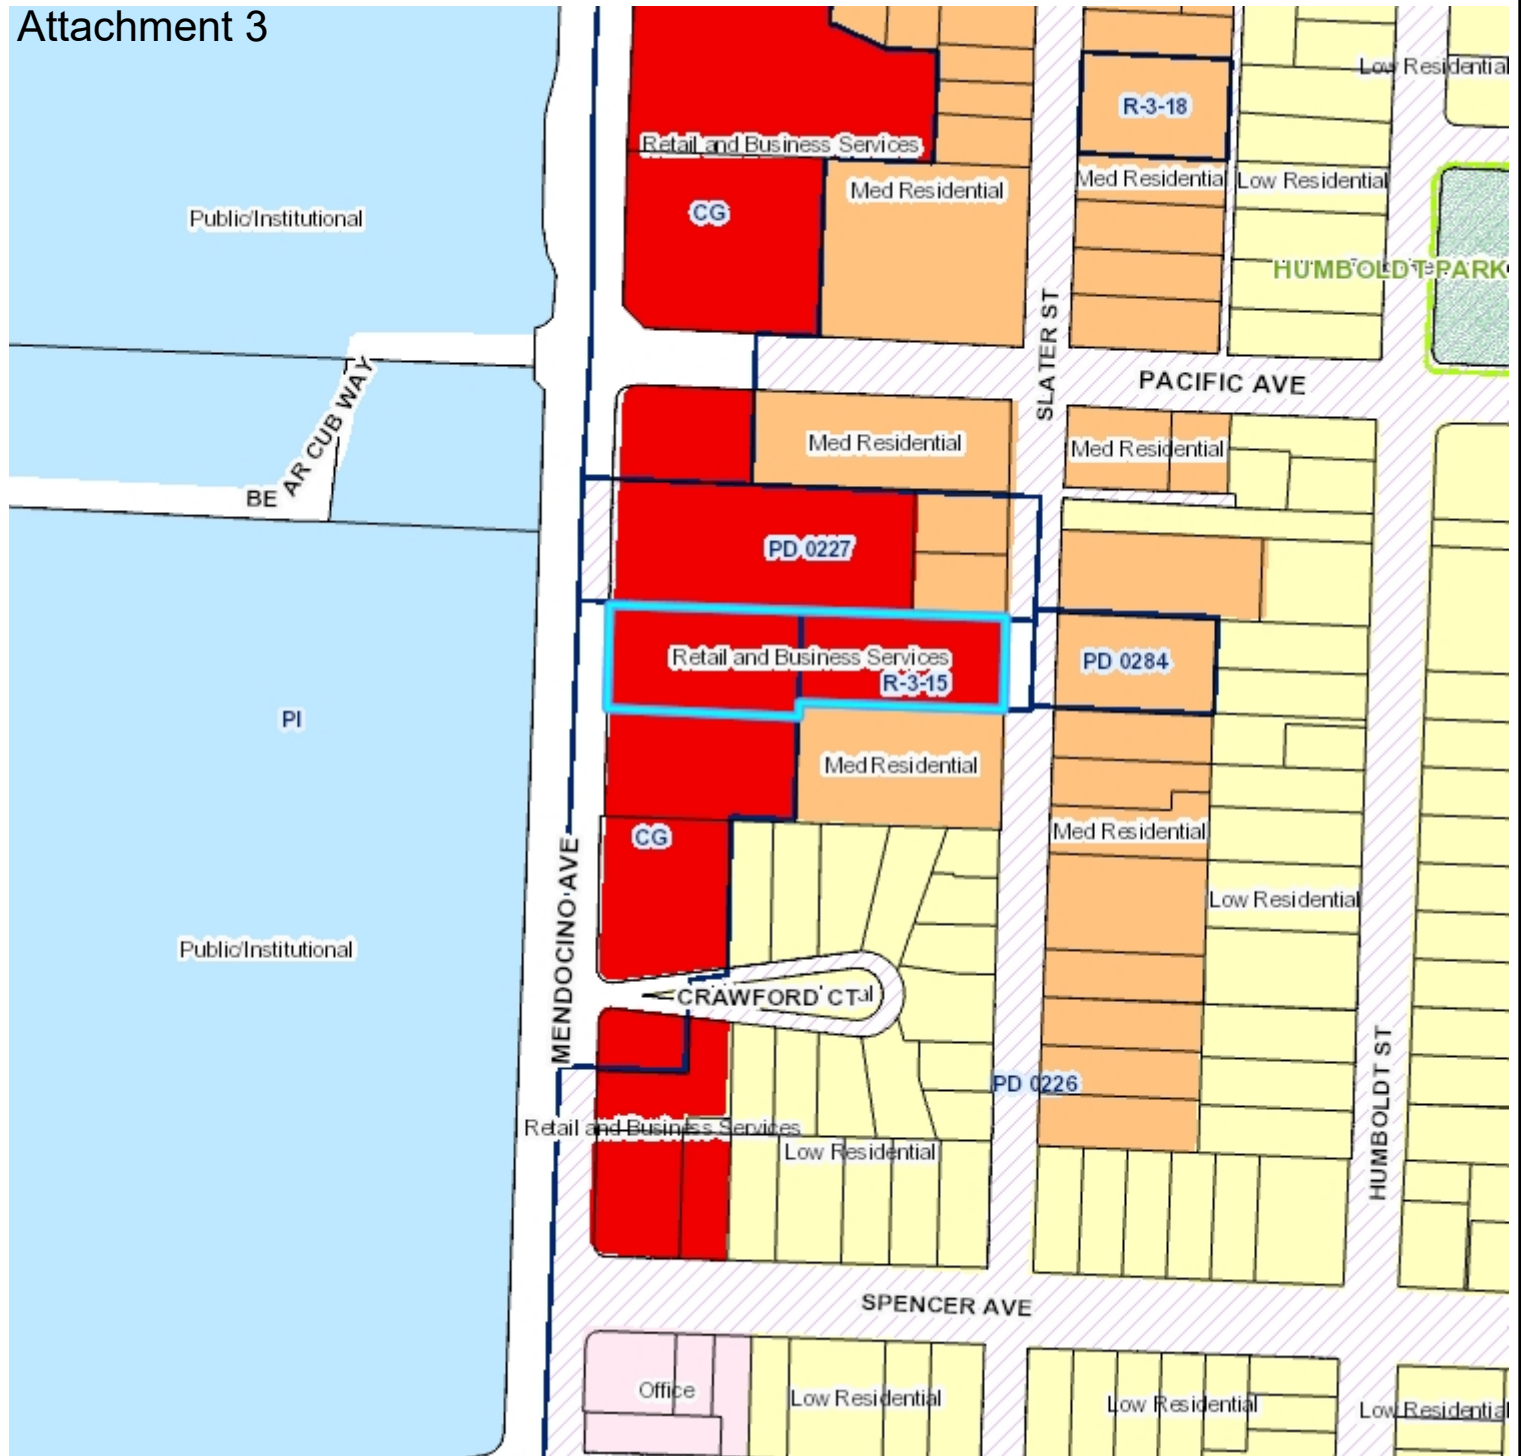 Attachment 3
Low Residential
R-3-18
Retail and Business Services
Med Residential
Med Residential
Low Residential
CG
Public/Institutional
HUMBOLDT PARK
SLATER ST
PACIFIC AVE
BEAR CUB WAY
Med Residential
Med Residential
PD 0227
Retail and Business Services
R-3-15
PD 0284
PI
Med Residential
CG
Med Residential
MENDOCINO AVE
Low Residential
Public/Institutional
CRAWFORD CT
al
HUMBOLDT ST
PD 0226
Retail and Business Services
Low Residential
SPENCER AVE
Office
Low Residential
Low Residential
Low Residential